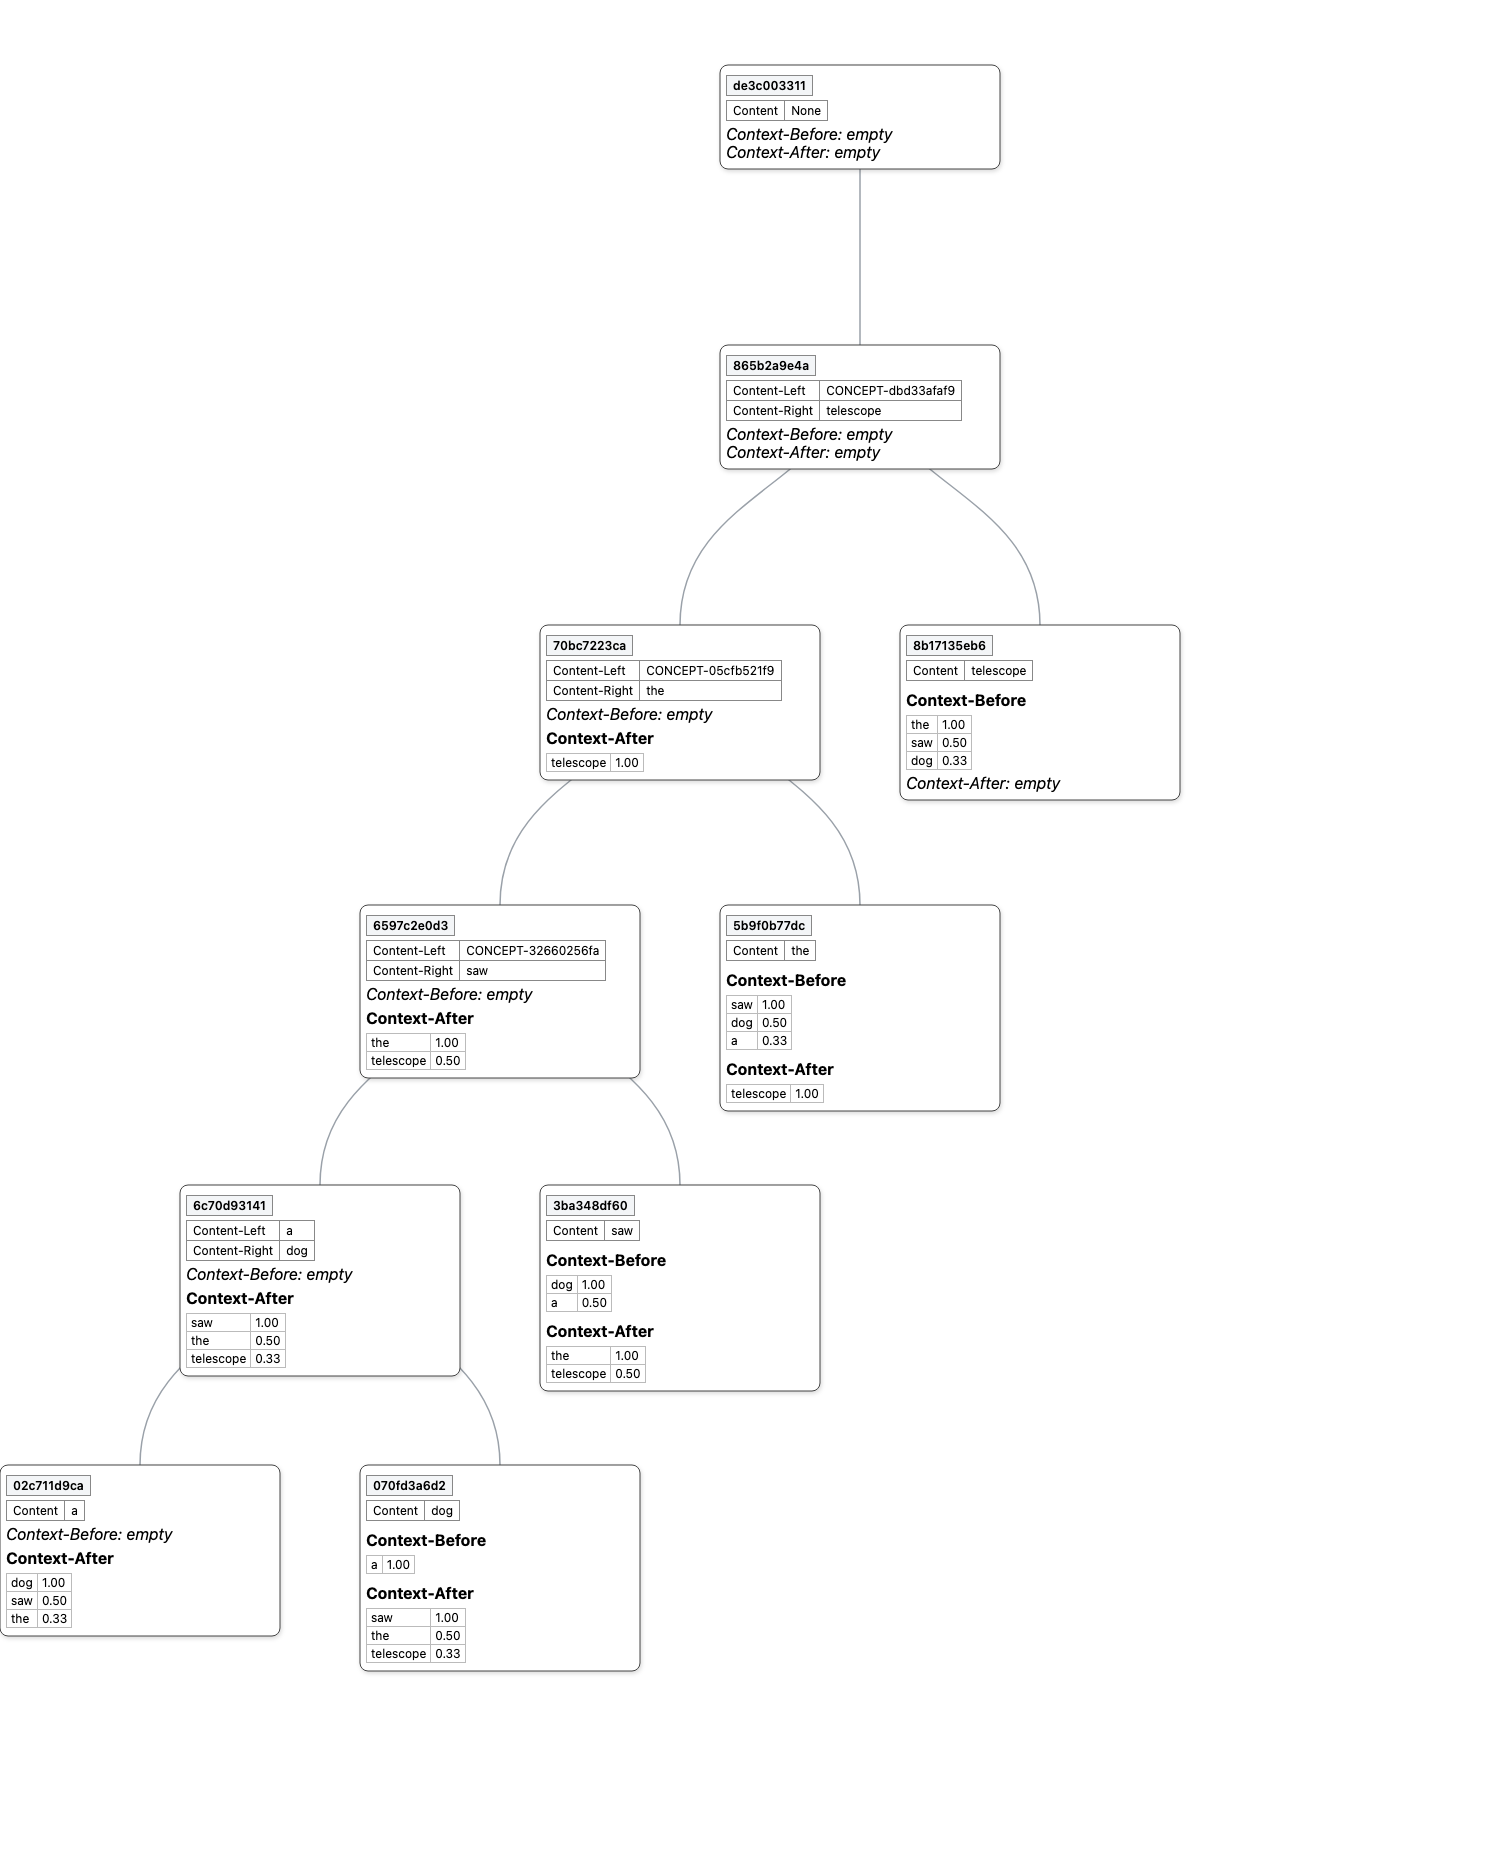 de3c003311
Content None
Context-Before: empty
Context-After: empty
865b2a9e4a
Content-Left CONCEPT-dbd33afaf9
Content-Right telescope
Context-Before: empty
Context-After: empty
70bc7223ca
Content-Left CONCEPT-05cfb521f9
Content-Right the
Context-Before: empty
Context-After
telescope 1.00
8b17135eb6
Content telescope
Context-Before
the 1.00
saw 0.50
dog 0.33
Context-After: empty
6597c2e0d3
Content-Left CONCEPT-32660256fa
Content-Right saw
Context-Before: empty
Context-After
the 1.00
telescope 0.50
5b9f0b77dc
Content the
Context-Before
saw 1.00
dog 0.50
a 0.33
Context-After
telescope 1.00
6c70d93141
Content-Left a
Content-Right dog
Context-Before: empty
Context-After
saw 1.00
the 0.50
telescope 0.33
3ba348df60
Content saw
Context-Before
dog 1.00
a 0.50
Context-After
the 1.00
telescope 0.50
02c711d9ca
Content a
Context-Before: empty
Context-After
dog 1.00
saw 0.50
the 0.33
070fd3a6d2
Content dog
Context-Before
a 1.00
Context-After
saw 1.00
the 0.50
telescope 0.33